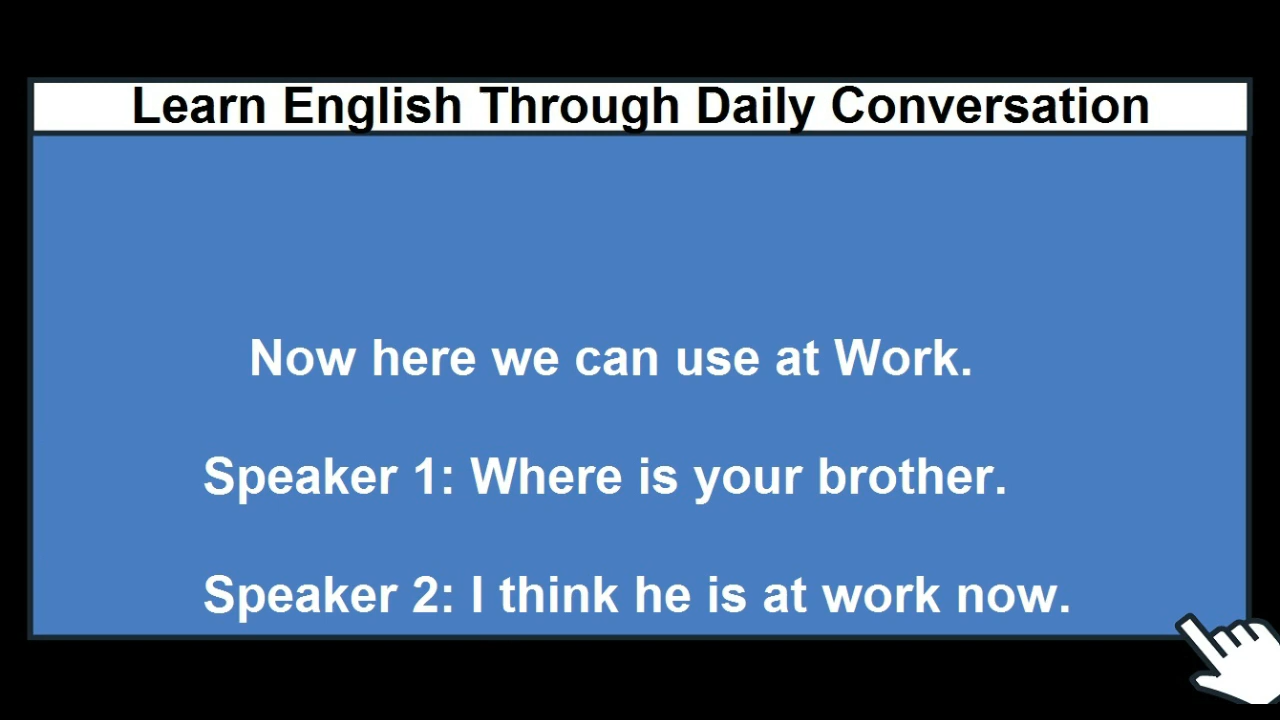 Learn English Through Daily Conversation
Now here we can use at Work.
Speaker 1: Where is your brother.
Speaker 2: I think he is at work now.